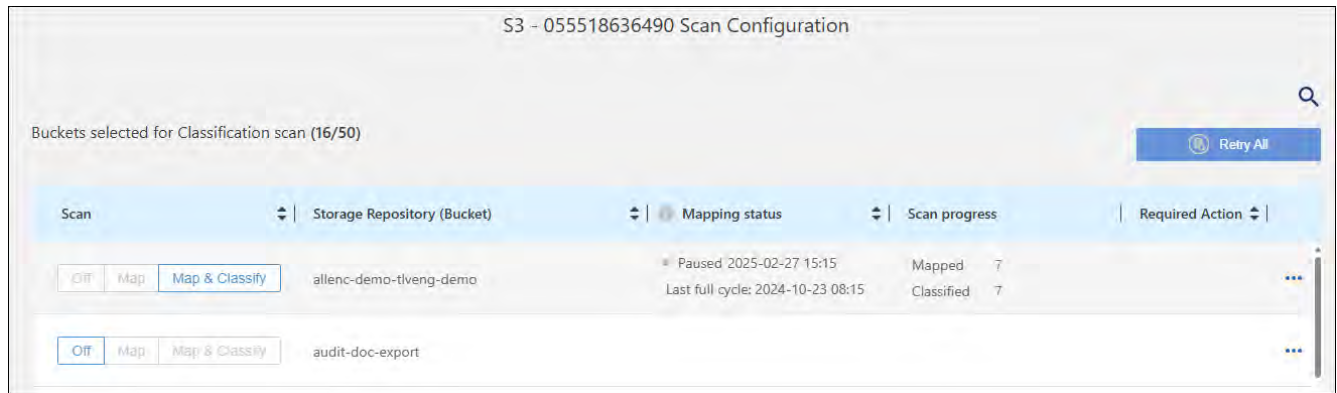 S3 - 055518636490 Scan Configuration
Buckets selected for Classification scan (16/50)
Retry All
Scan Storage Repository (Bucket) Mapping status Scan progress Required Action
Off Map Map & Classify allenc-demo-tlveng-demo Paused 2025-02-27 15:15 Mapped 7
Last full cycle: 2024-10-23 08:15 Classified 7
Off Map Map & Classify audit-doc-export